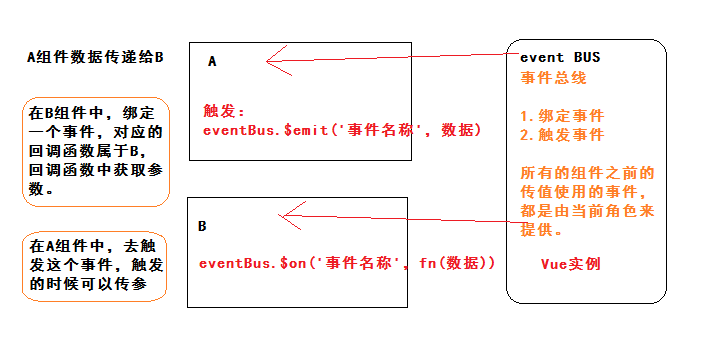 A组件数据传递给B
在B组件中，绑定
一个事件，对应的
回调函数属于B，
回调函数中获取参
数。
在A组件中，去触
发这个事件，触发
的时候可以传参
A
触发：
eventBus.$emit('事件名称'，数据)
B
eventBus.$on('事件名称'，fn(数据))
event BUS
事件总线
1.绑定事件
2.触发事件
所有的组件之前的
传值使用的事件，
都是由当前角色来
提供。
Vue实例